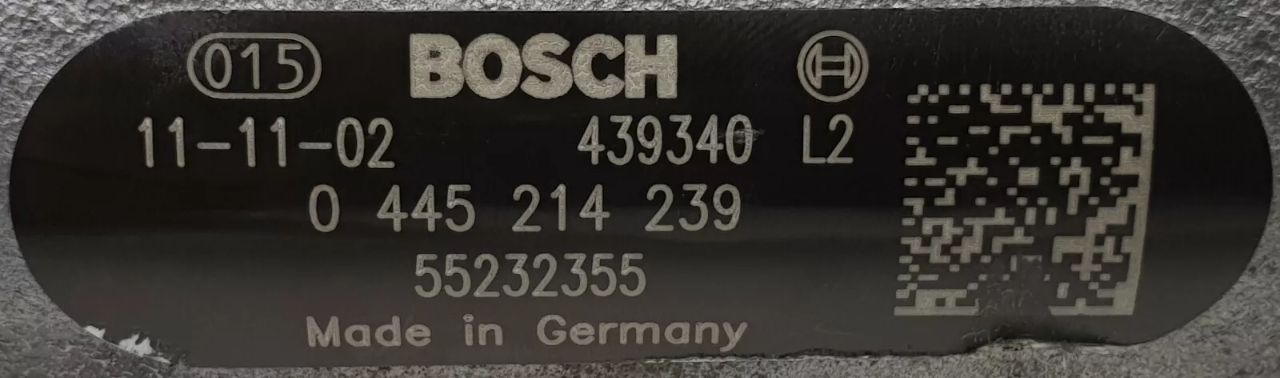 015 BOSCH
11-11-02 439340 L2
0 445 214 239
55232355
Made in Germany